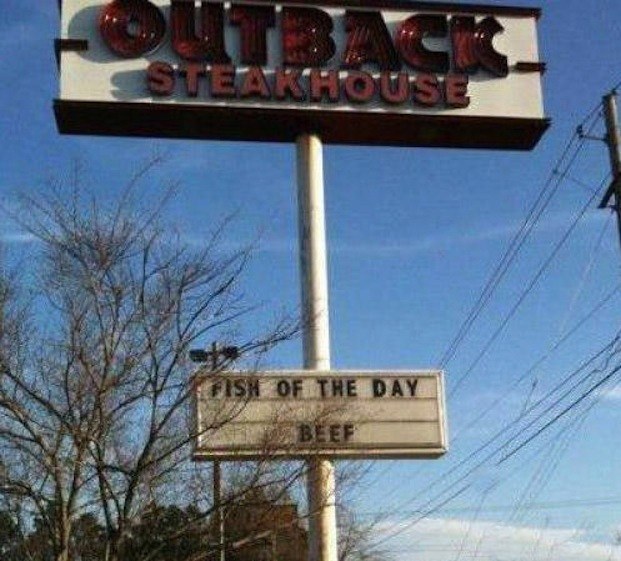 OUTBACK
STEAKHOUSE
FISH OF THE DAY
BEEF